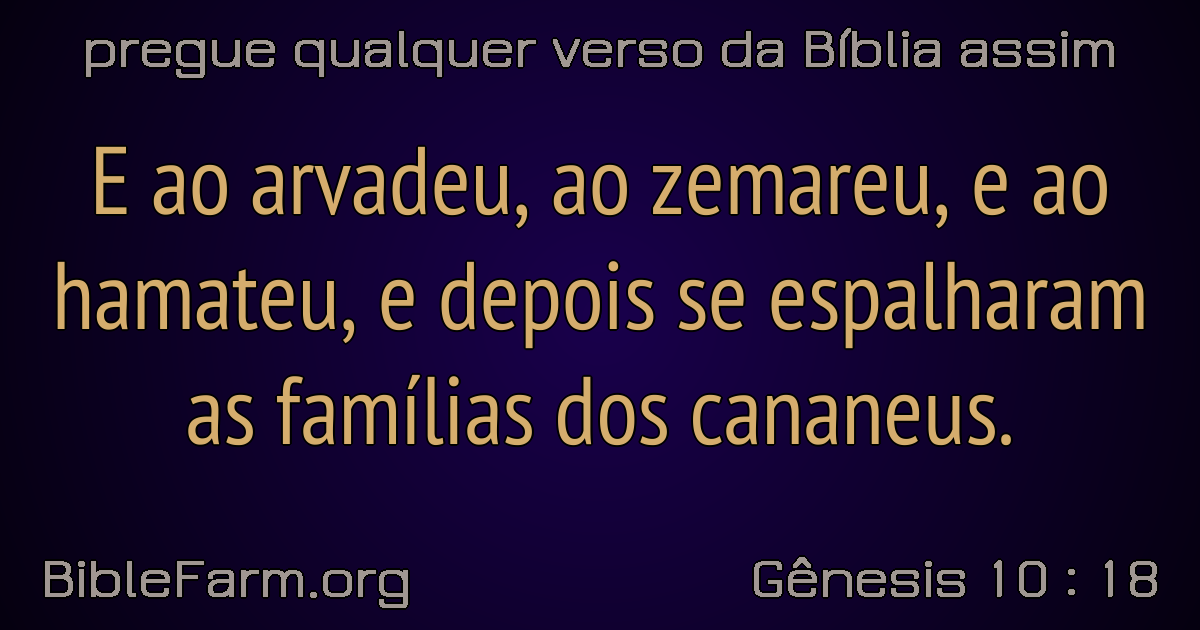 pregue qualquer verso da Bíblia assim
E ao arvadeu, ao zemareu, e ao
hamateu, e depois se espalharam
as famílias dos cananeus.
BibleFarm.org
Gênesis 10 : 18